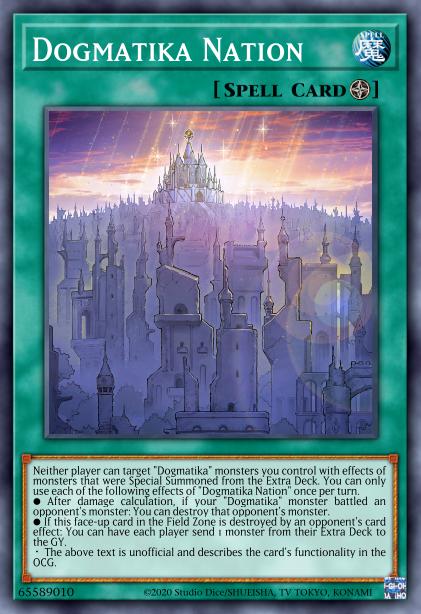 DOGMATIKA NATION
SPELL
魔
[SPELL CARD]
Neither player can target "Dogmatika" monsters you control with effects of
monsters that were Special Summoned from the Extra Deck. You can only
use each of the following effects of "Dogmatika Nation" once per turn.
● After damage calculation, if your "Dogmatika" monster battled an
opponent's monster: You can destroy that opponent's monster.
● If this face-up card in the Field Zone is destroyed by an opponent's card
effect: You can have each player send 1 monster from their Extra Deck to
the GY.
· The above text is unofficial and describes the card's functionality in the
OCG.
65589010
©2020 Studio Dice/SHUEISHA, TV TOKYO, KONAMI